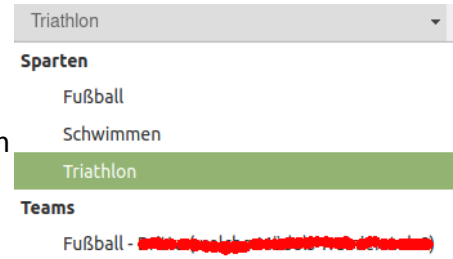 Triathlon
Sparten
Fußball
Schwimmen
Triathlon
Teams
Fußball -